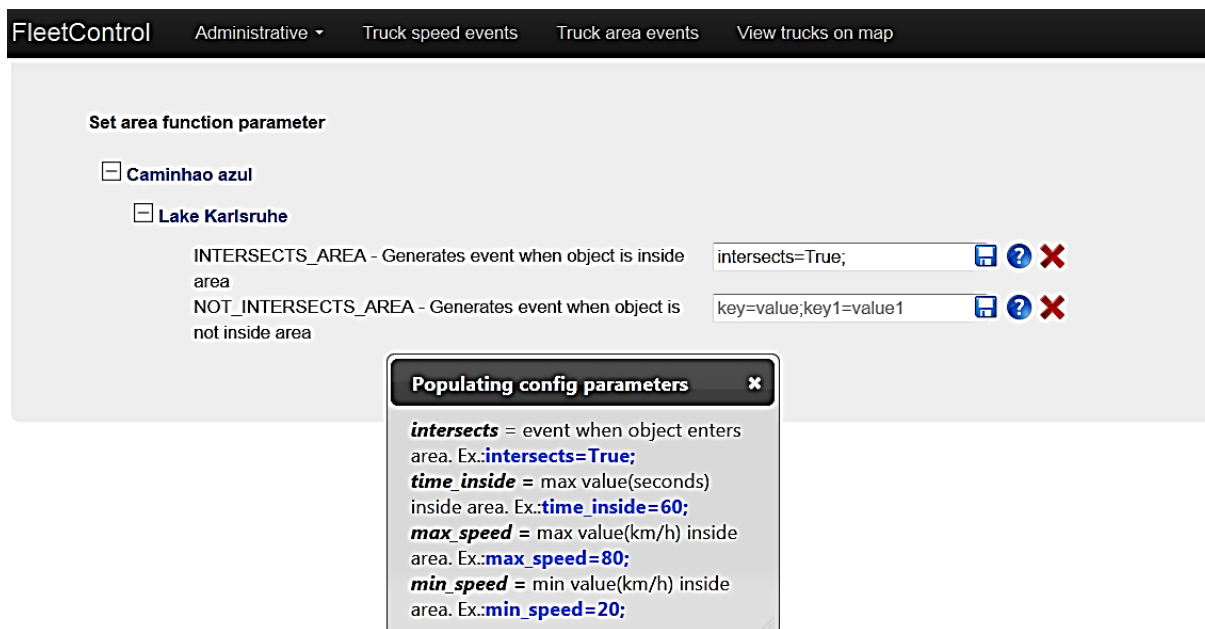 FleetControl Administrative Truck speed events Truck area events View trucks on map
Set area function parameter
Caminhao azul
Lake Karlsruhe
INTERSECTS_AREA - Generates event when object is inside intersects=True;
area
NOT_INTERSECTS_AREA - Generates event when object is key=value;key1=value1
not inside area
Populating config parameters
intersects = event when object enters
area. Ex.:intersects=True;
time_inside = max value(seconds)
inside area. Ex.:time_inside=60;
max_speed = max value(km/h) inside
area. Ex.:max_speed=80;
min_speed = min value(km/h) inside
area. Ex.:min_speed=20;